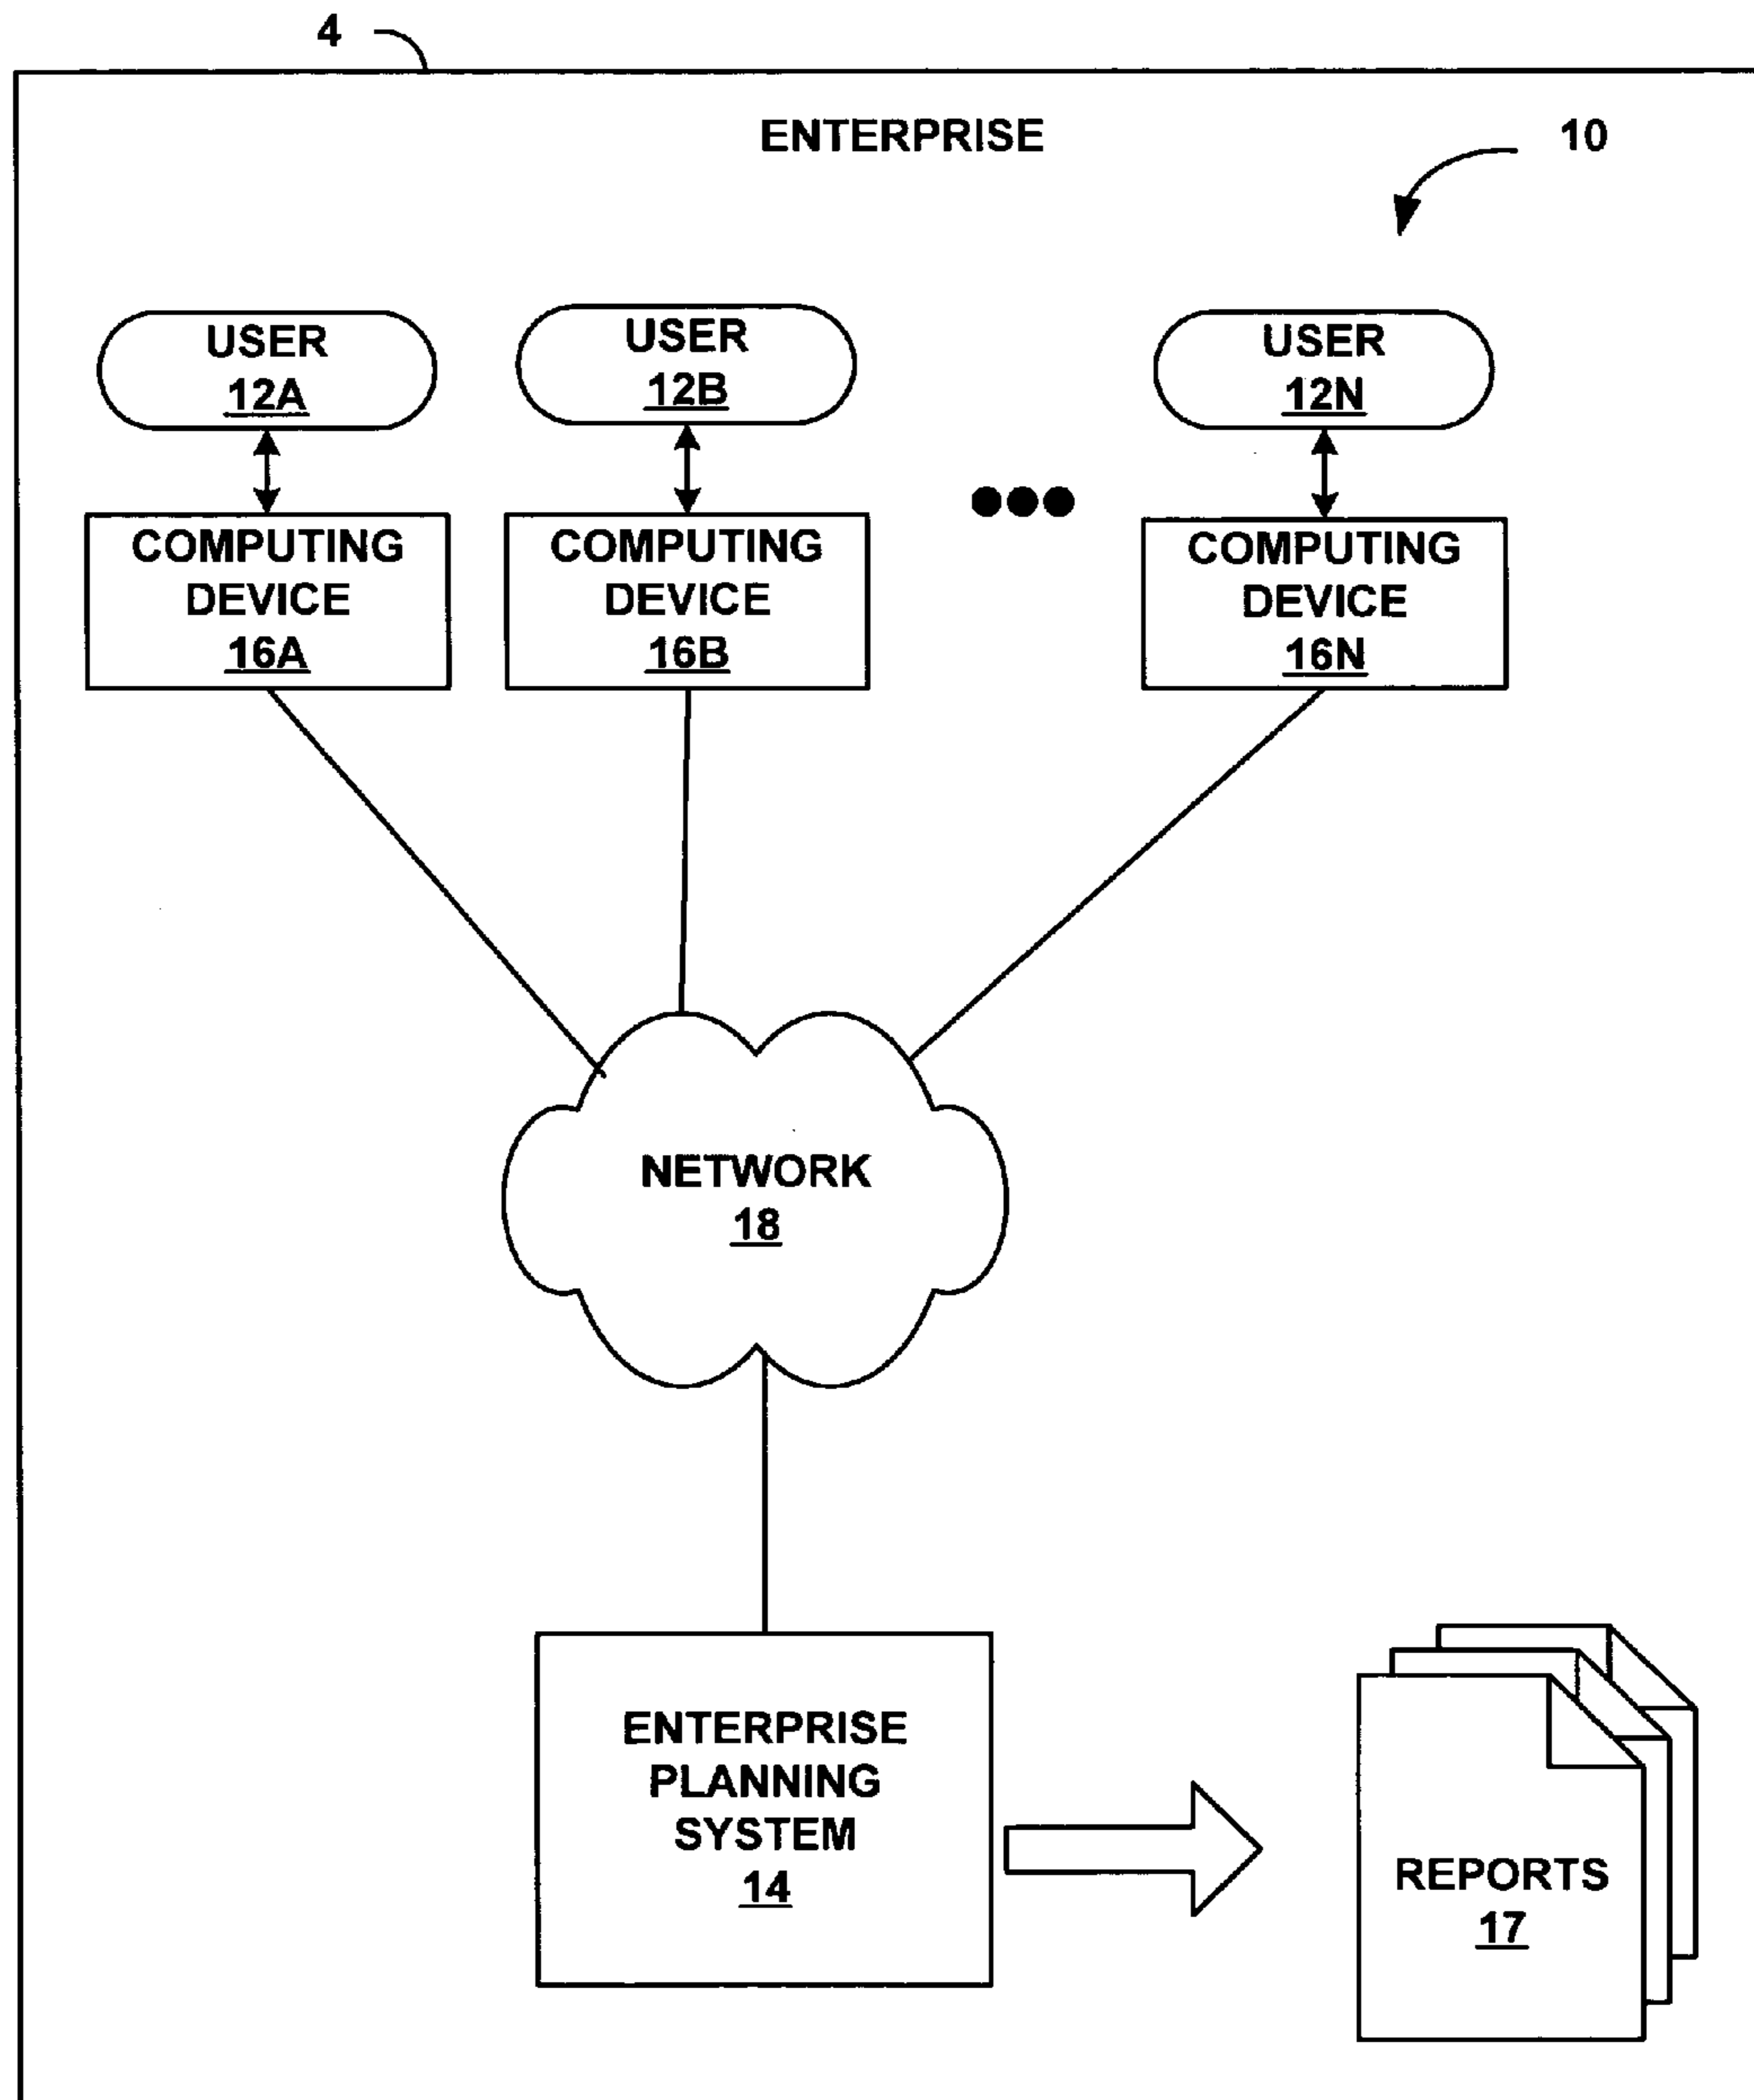 4
ENTERPRISE
10
USER
12A
USER
12B
USER
12N
COMPUTING
DEVICE
16A
COMPUTING
DEVICE
16B
COMPUTING
DEVICE
16N
NETWORK
18
ENTERPRISE
PLANNING
SYSTEM
14
REPORTS
17